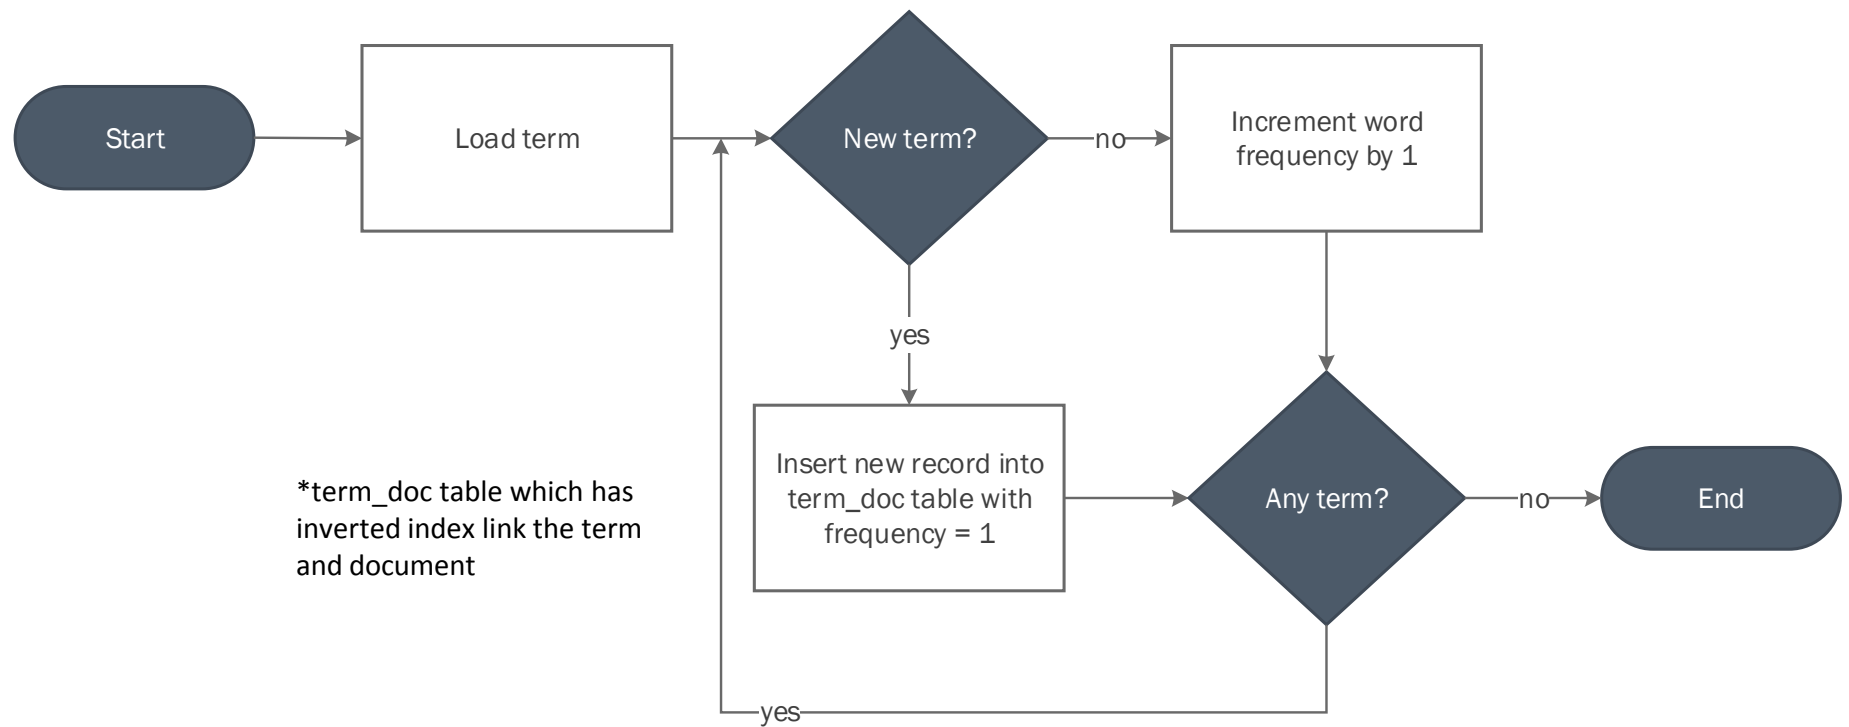 Start
Load term
New term?
no
Increment word
frequency by 1
yes
Insert new record into
term_doc table with
frequency = 1
Any term?
no
End
*term_doc table which has
inverted index link the term
and document
yes